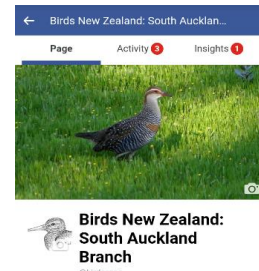 Birds New Zealand: South Aucklan...
Page Activity 3 Insights 1
Birds New Zealand:
South Auckland
Branch